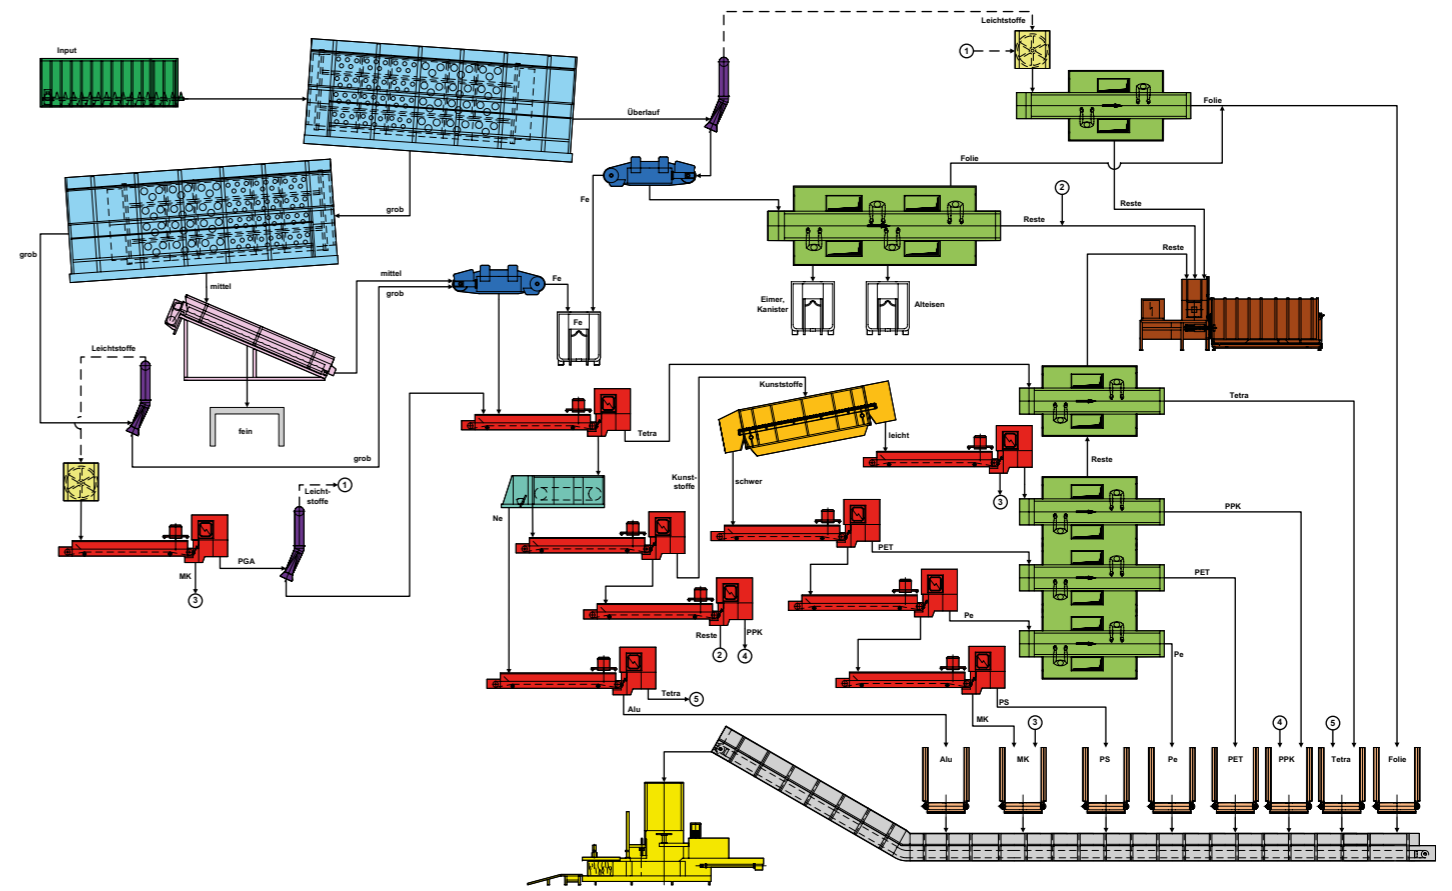 Input
Leichtstoffe
1
Folie
Überlauf
Folie
2
Fe
Reste
Reste
grob
Reste
grob
mittel
mittel
Fe
grob
Eimer,
Kanister
Alteisen
Fe
Leichtstoffe
Kunststoffe
Tetra
fein
Tetra
leicht
grob
Reste
Kunst-
stoffe
schwer
1
Leicht-
stoffe
3
PPK
Ne
PET
PGA
PET
MK
3
Pe
Reste
PPK
2
4
Pe
Tetra
5
PS
Alu
MK
3
4
5
Alu
MK
PS
Pe
PET
PPK
Tetra
Folie